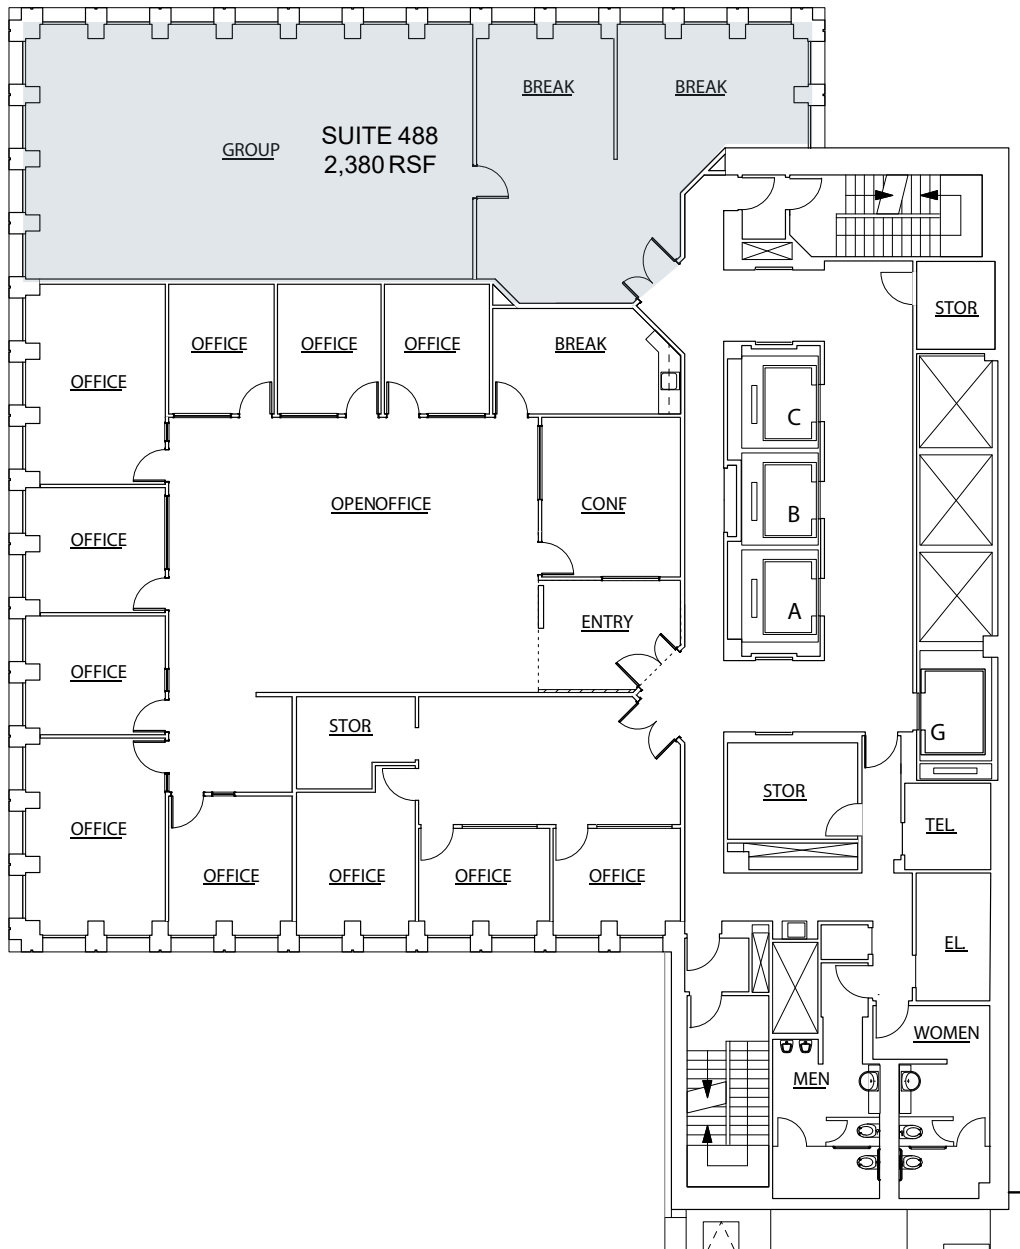 BREAK
BREAK
SUITE 488
GROUP
2,380 RSF
STOR
OFFICE
OFFICE
OFFICE
BREAK
OFFICE
C
OPENOFFICE
CONF
B
OFFICE
A
ENTRY
OFFICE
STOR
G
STOR
TEL.
OFFICE
OFFICE
OFFICE
OFFICE
OFFICE
EL.
WOMEN
MEN